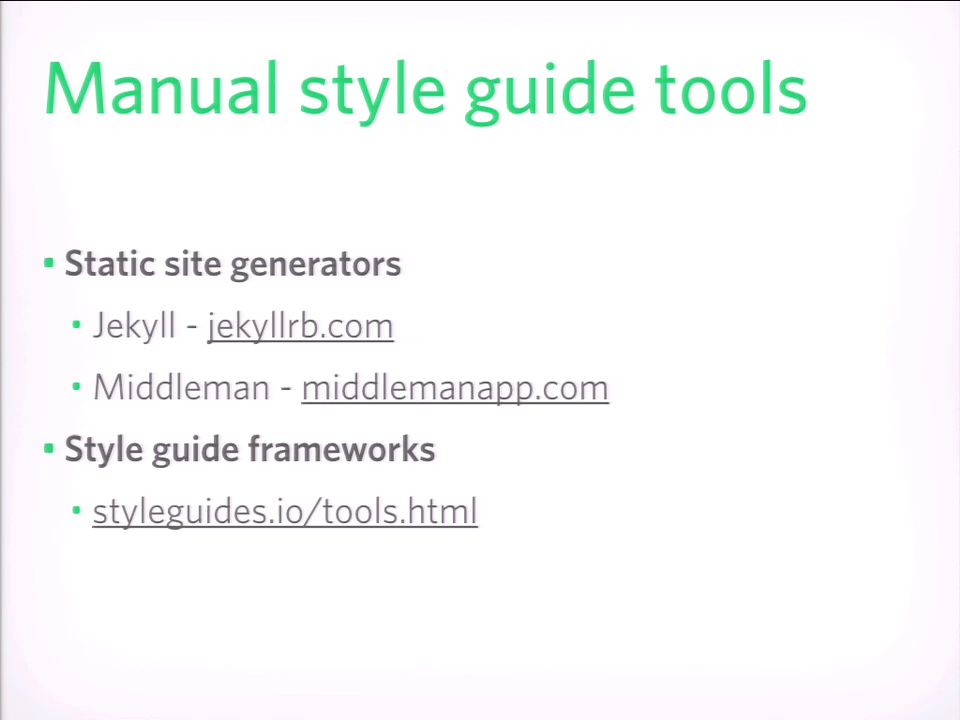 Manual style guide tools
Static site generators
Jekyll - jekyllrb.com
Middleman - middlemanapp.com
Style guide frameworks
styleguides.io/tools.html